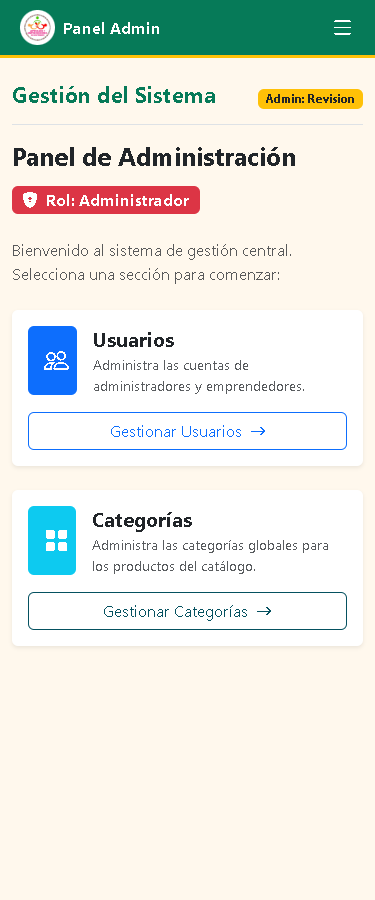 Panel Admin
Gestión del Sistema
Admin: Revision
Panel de Administración
Rol: Administrador
Bienvenido al sistema de gestión central.
Selecciona una sección para comenzar:
Usuarios
Administra las cuentas de
administradores y emprendedores.
Gestionar Usuarios →
Categorías
Administra las categorías globales para
los productos del catálogo.
Gestionar Categorías →